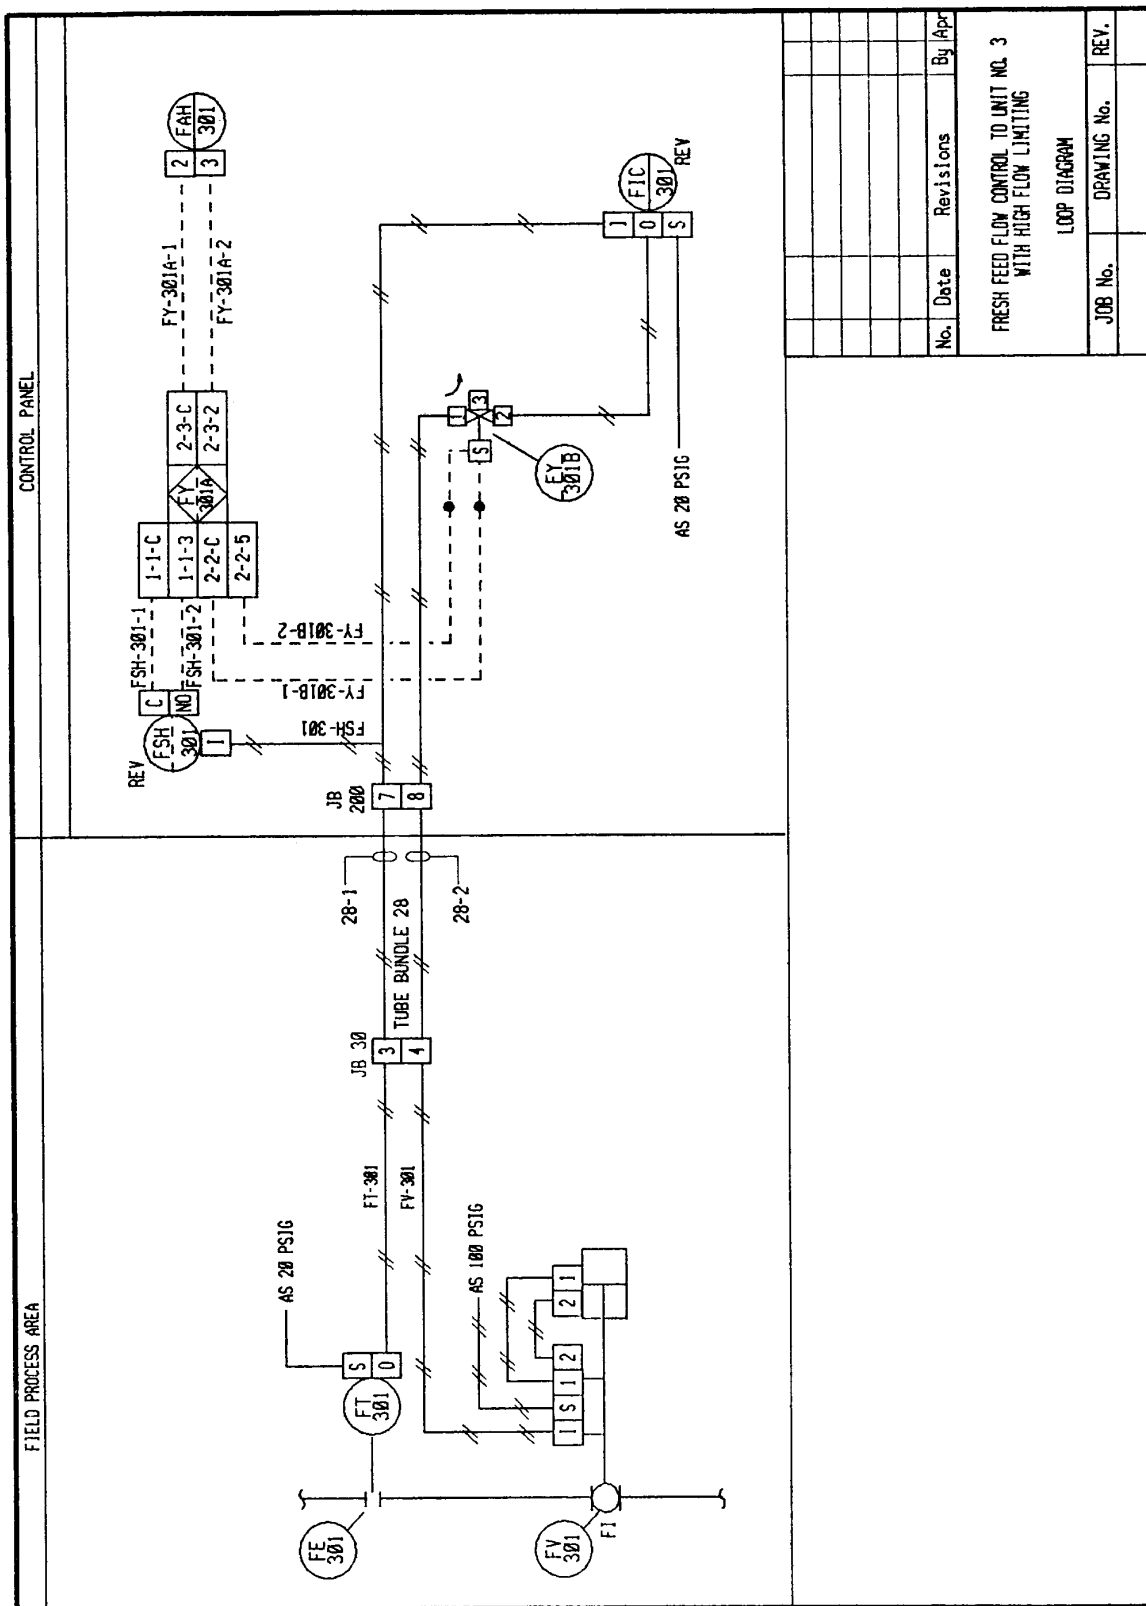 FIELD PROCESS AREA
CONTROL PANEL
FE
301
FT
301
S
O
AS 20 PSIG
FT-301
FV-301
AS 100 PSIG
FV
301
FI
I
S
1
2
2
1
JB 30
3
4
TUBE BUNDLE 28
28-1
28-2
JB
200
7
8
REV
FSH
301
C
NO
I
FSH-301-1
FSH-301-2
FSH-301
FY-301B-1
FY-301B-2
1-1-C
1-1-3
2-2-C
2-2-5
FY
301A
2-3-C
2-3-2
FY-301A-1
FY-301A-2
2
3
FAH
301
1
3
2
S
301B
AS 20 PSIG
I
O
S
FIC
301
REV
No.
Date
Revisions
By
Apr
FRESH FEED FLOW CONTROL TO UNIT NO. 3
WITH HIGH FLOW LIMITING
LOOP DIAGRAM
JOB No.
DRAWING No.
REV.